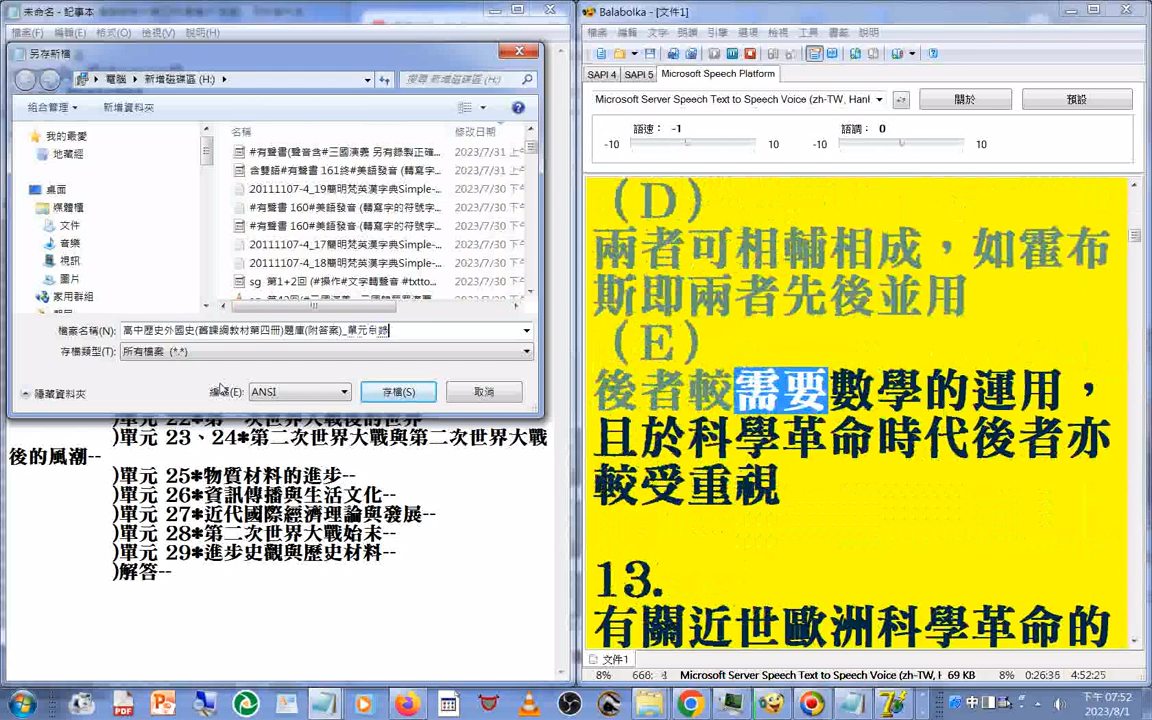 未命名 - 記事本
檔案(F) 編輯(E) 格式(O) 檢視(V) 說明(H)
另存新檔
電腦 新增磁碟區 (H:)
搜尋 新增磁碟區 (H:)
組合管理 新增資料夾
我的最愛
地藏經
桌面
媒體櫃
文件
音樂
視訊
圖片
家用群組
名稱 修改日期
#有聲書(聲音含#三國演義 另有錄製正確... 2023/7/31 上
含雙語#有聲書 161終#美語發音 (轉寫字... 2023/7/31 上
20111107-4_19簡明梵英漢字典Simple-... 2023/7/30 下
#有聲書 160#美語發音 (轉寫字的符號字... 2023/7/30 下
#有聲書 160#美語發音 (轉寫字的符號字... 2023/7/30 下
20111107-4_17簡明梵英漢字典Simple-... 2023/7/30 下
20111107-4_18簡明梵英漢字典Simple-... 2023/7/30 下
sg 第1+2回 (#操作#文字轉聲音 #txtto... 2023/7/30 下
檔案名稱(N): 高中歷史外國史(舊課綱教材第四冊)題庫(附答案)_單元目錄
存檔類型(T): 所有檔案 (*.*)
隱藏資料夾 編碼(E): ANSI 存檔(S) 取消
)單元 23、24*第二次世界大戰與第二次世界大戰
後的風潮--
)單元 25*物質材料的進步--
)單元 26*資訊傳播與生活文化--
)單元 27*近代國際經濟理論與發展--
)單元 28*第二次世界大戰始末--
)單元 29*進步史觀與歷史材料--
)解答--
Balabolka - [文件1]
檔案 編輯 文字 朗讀 引擎 選項 檢視 工具 書籤 說明
SAPI 4 SAPI 5 Microsoft Speech Platform
Microsoft Server Speech Text to Speech Voice (zh-TW, Hanl 關於 預設
語速： -1 語調： 0
-10 10 -10 10
(D)
兩者可相輔相成，如霍布
斯即兩者先後並用
(E)
後者較需要數學的運用，
且於科學革命時代後者亦
較受重視
13.
有關近世歐洲科學革命的
文件1
8% 666: Microsoft Server Speech Text to Speech Voice (zh-TW, H 69 KB 8% 0:26:35 4:52:25
中
下午 07:52
2023/8/1